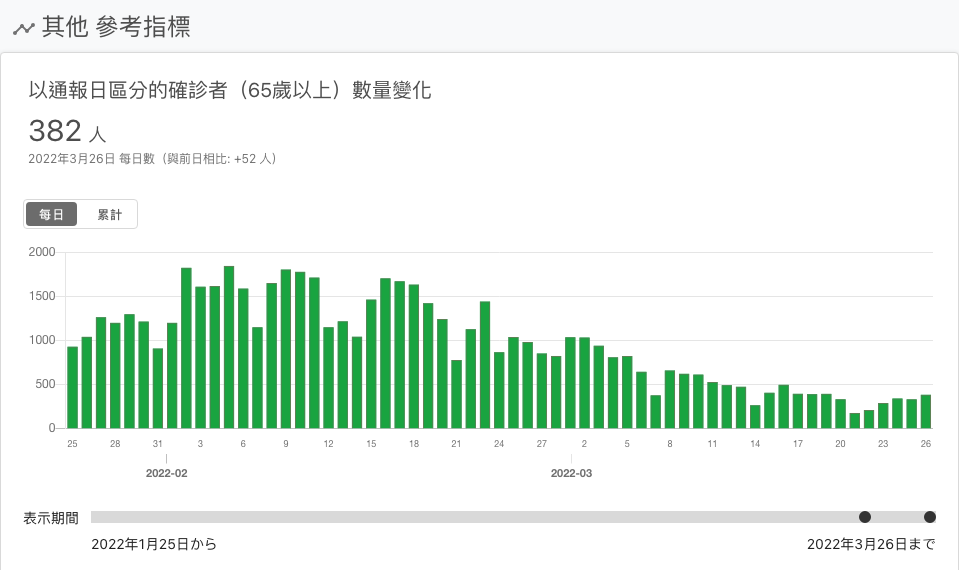 其他 參考指標
以通報日區分的確診者（65歲以上）數量變化
382 人
2022年3月26日 每日數（與前日相比: +52 人）
每日 累計
2000
1500
1000
500
0
25 28 31 3 6 9 12 15 18 21 24 27 2 5 8 11 14 17 20 23 26
2022-02 2022-03
表示期間
2022年1月25日から 2022年3月26日まで